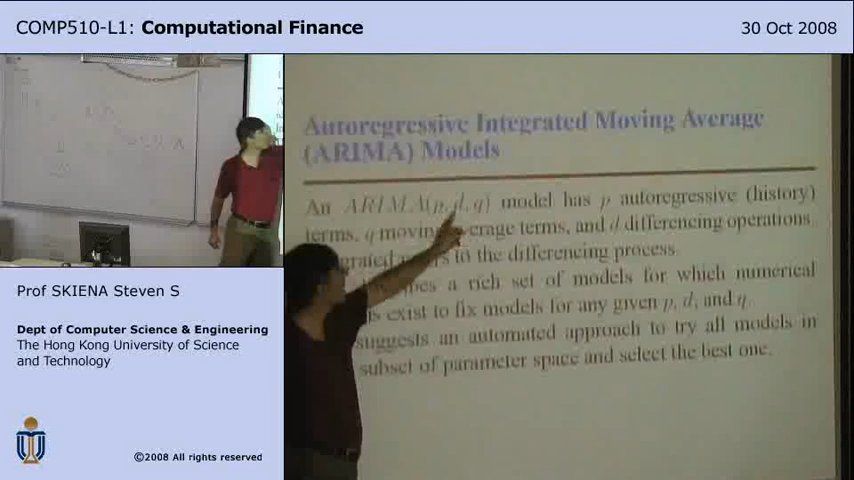 COMP510-L1: Computational Finance
30 Oct 2008
Autoregressive Integrated Moving Average
(ARIMA) Models
An ARIMA(p, d, q) model has p autoregressive (history)
terms, q moving average terms, and d differencing operations
to the differencing process.
a rich set of models for which numerical
exist to fix models for any given p, d, and q
suggests an automated approach to try all models in
subset of parameter space and select the best one.
Prof SKIENA Steven S
Dept of Computer Science & Engineering
The Hong Kong University of Science
and Technology
©2008 All rights reserved